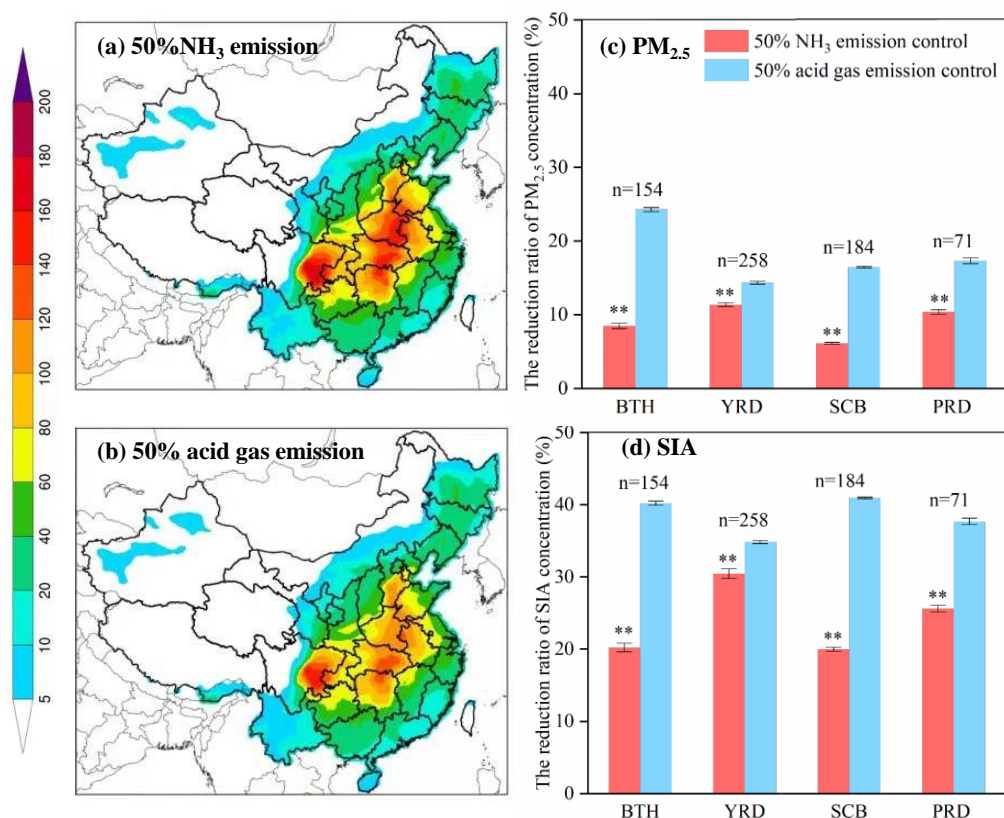 200
180
160
140
120
100
80
60
40
20
10
5
(a) 50%NH₃ emission
(b) 50% acid gas emission
(c) PM₂.₅
50% NH₃ emission control
50% acid gas emission control
The reduction ratio of PM₂.₅ concentration (%)
50
40
30
20
10
0
n=154
n=258
n=184
n=71
**
**
**
**
BTH
YRD
SCB
PRD
(d) SIA
The reduction ratio of SIA concentration (%)
50
40
30
20
10
0
n=154
n=258
n=184
n=71
**
**
**
**
BTH
YRD
SCB
PRD